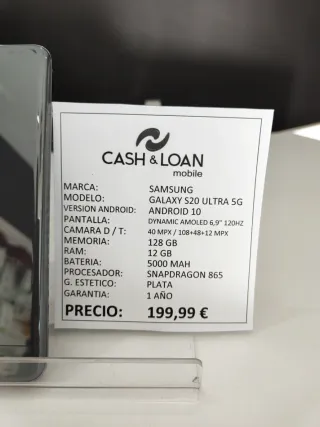 CASH & LOAN
mobile
MARCA: SAMSUNG
MODELO: GALAXY S20 ULTRA 5G
VERSION ANDROID: ANDROID 10
PANTALLA: DYNAMIC AMOLED 6,9" 120HZ
CAMARA D / T: 40 MPX / 108+48+12 MPX
MEMORIA: 128 GB
RAM: 12 GB
BATERIA: 5000 MAH
PROCESADOR: SNAPDRAGON 865
G. ESTETICO: PLATA
GARANTIA: 1 AÑO
PRECIO: 199,99 €